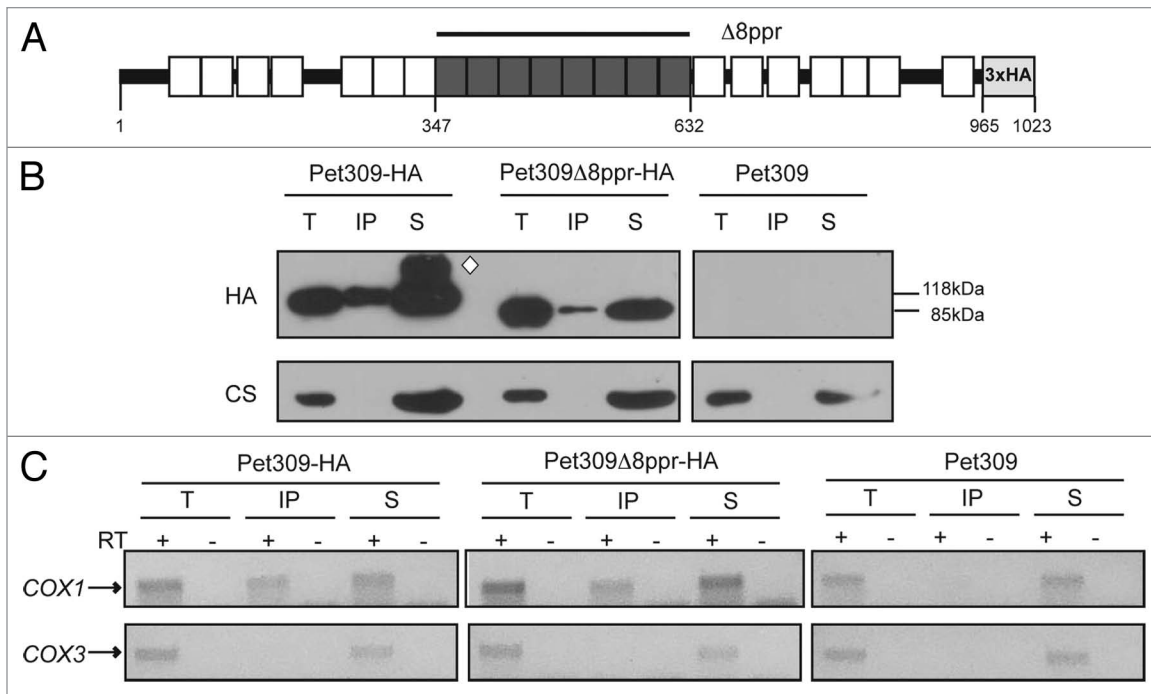 A
Δ8ppr
3xHA
1 347 632 965 1023
B
Pet309-HA Pet309Δ8ppr-HA Pet309
T IP S T IP S T IP S
HA
118kDa
85kDa
CS
C
Pet309-HA Pet309Δ8ppr-HA Pet309
T IP S T IP S T IP S
RT + - + - + - + - + - + - + - + - + -
COX1
COX3